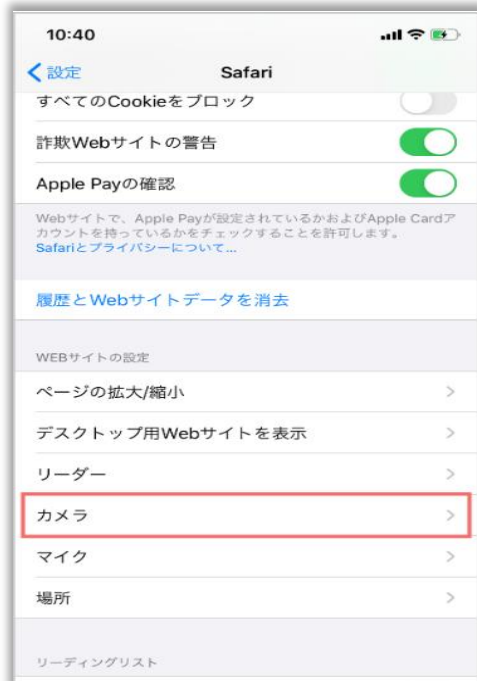 10:40
設定
Safari
すべてのCookieをブロック
詐欺Webサイトの警告
Apple Payの確認
Webサイトで、Apple Payが設定されているかおよびApple Cardア
カウントを持っているかをチェックすることを許可します。
Safariとプライバシーについて...
履歴とWebサイトデータを消去
WEBサイトの設定
ページの拡大/縮小
デスクトップ用Webサイトを表示
リーダー
カメラ
マイク
場所
リーディングリスト